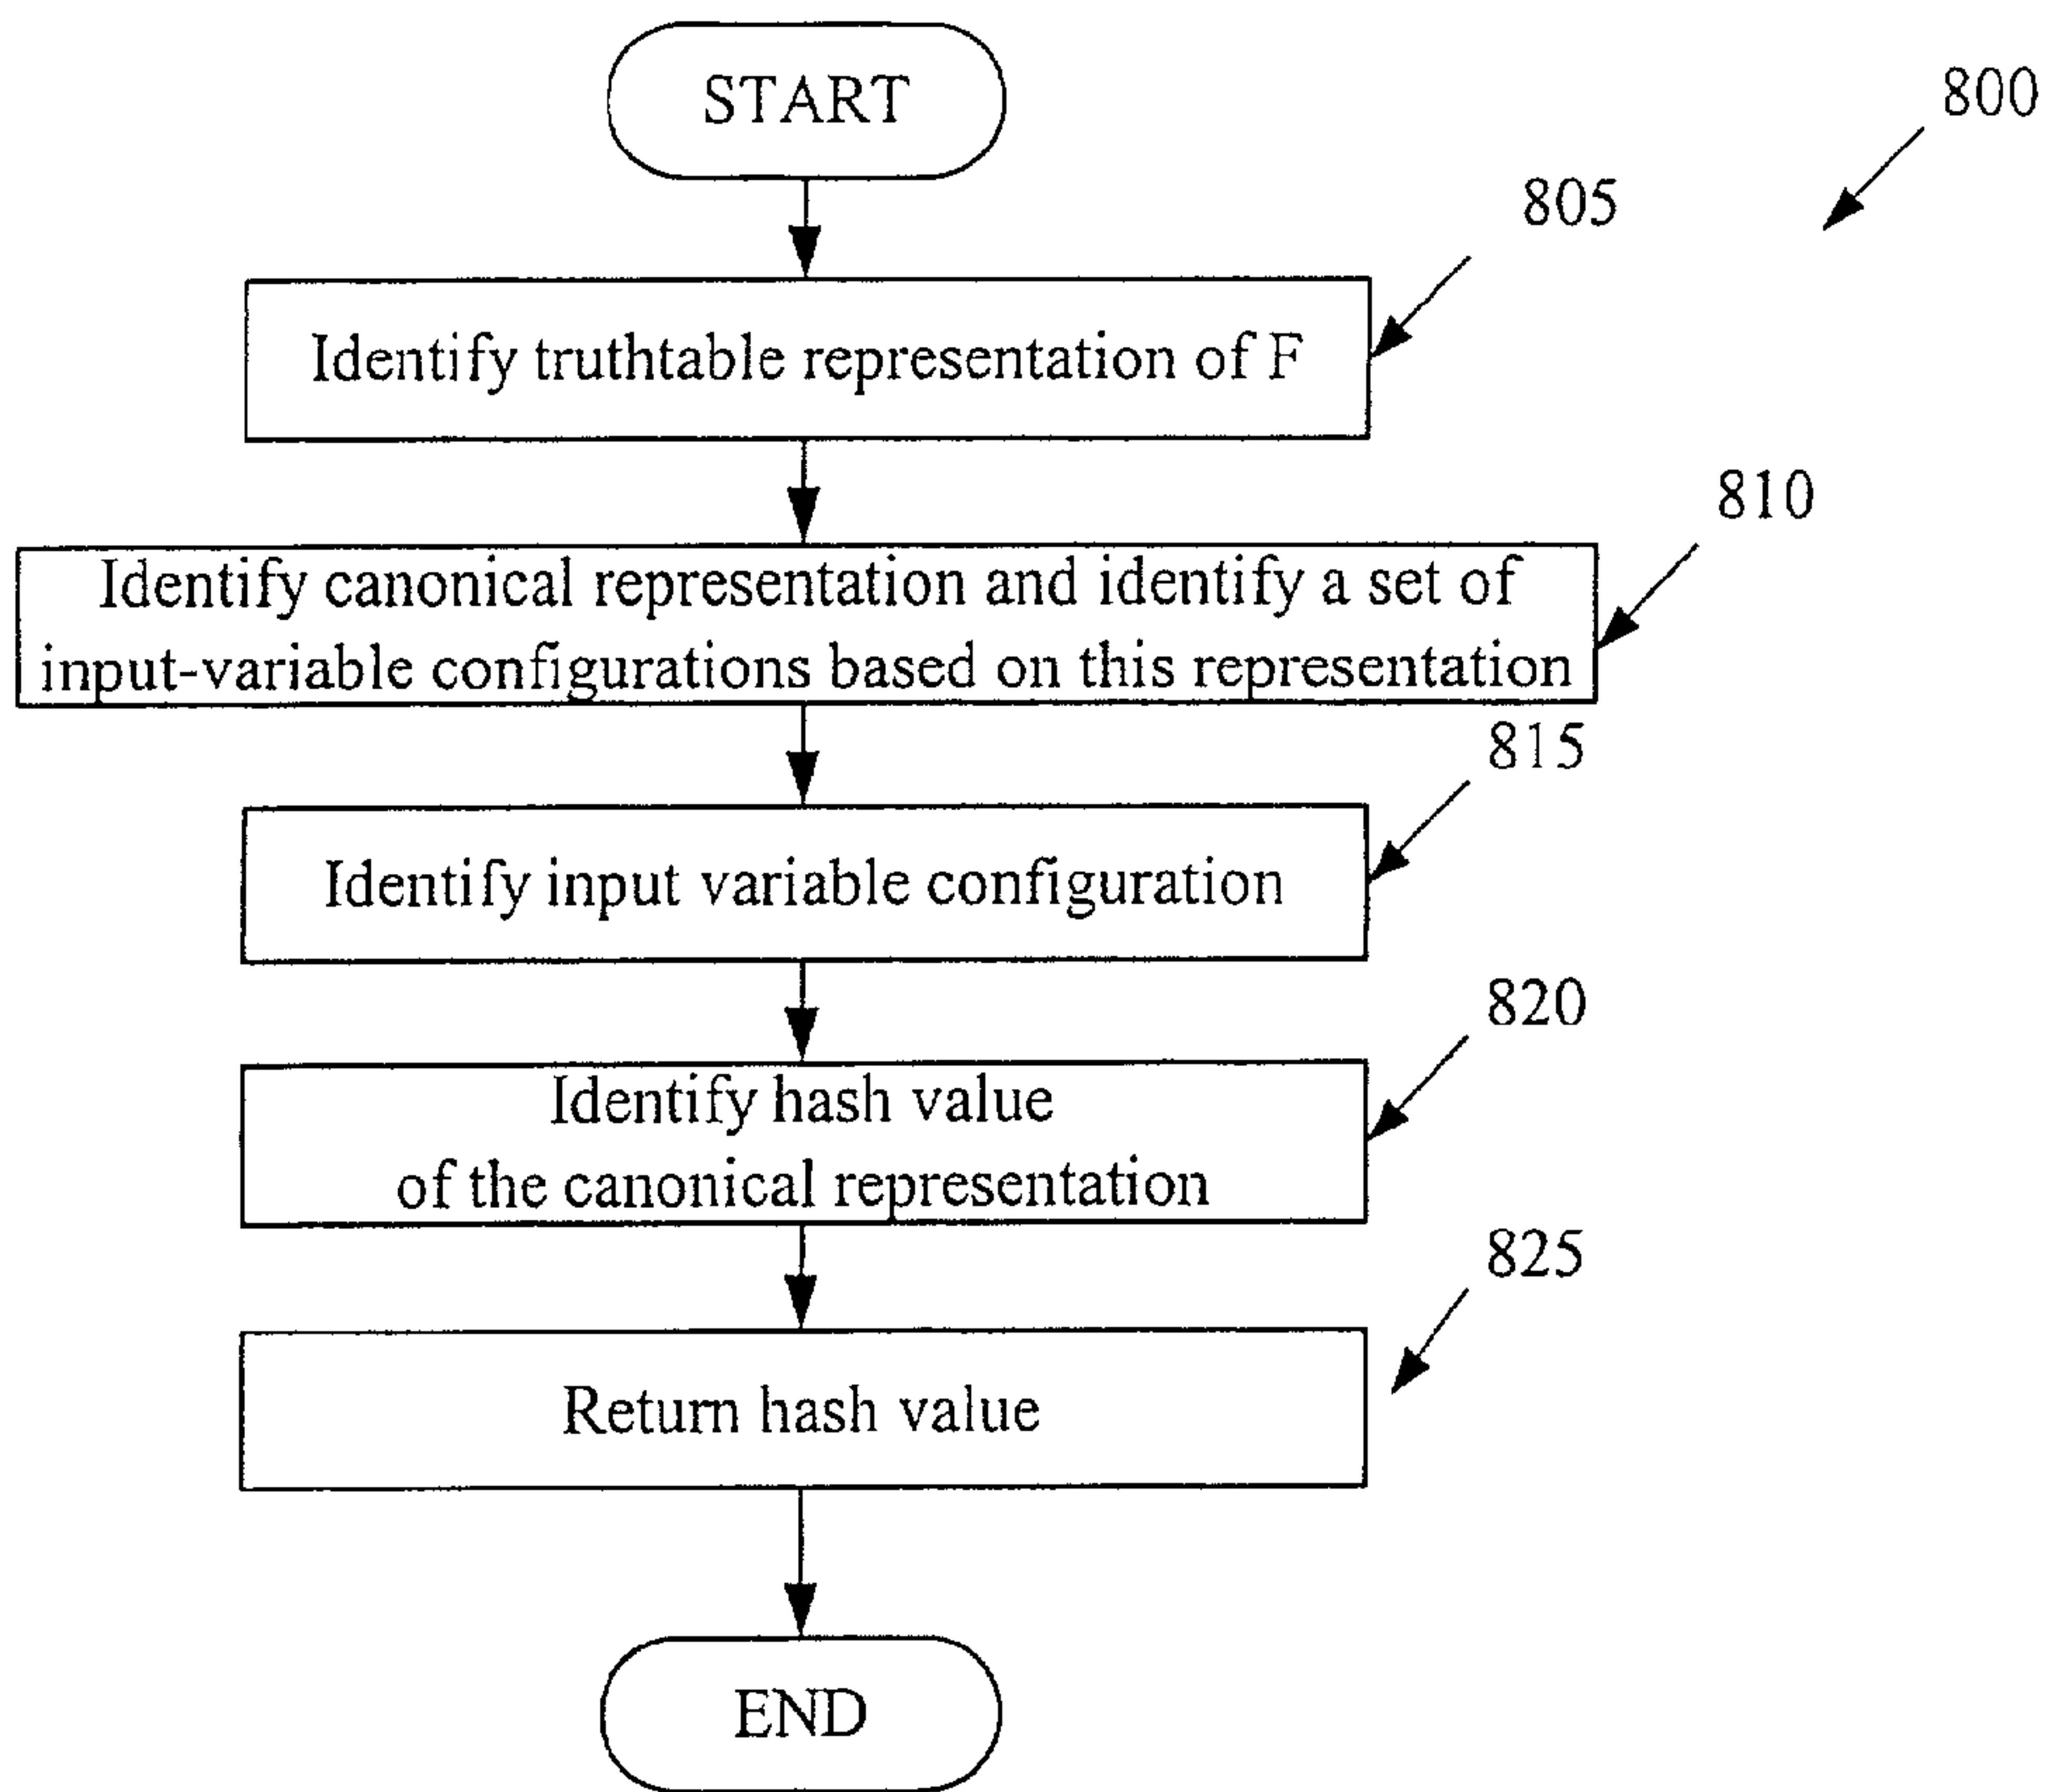 START
800
805
Identify truthtable representation of F
810
Identify canonical representation and identify a set of
input-variable configurations based on this representation
815
Identify input variable configuration
820
Identify hash value
of the canonical representation
825
Return hash value
END